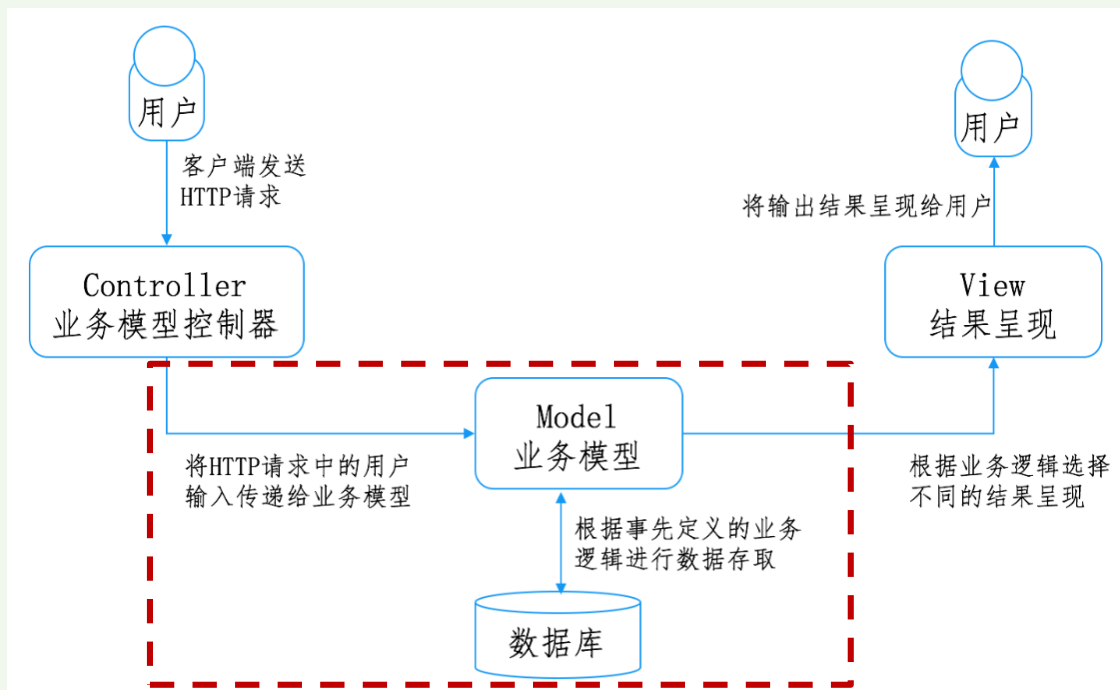 用户
客户端发送
HTTP请求
Controller
业务模型控制器
将HTTP请求中的用户
输入传递给业务模型
Model
业务模型
根据事先定义的业务
逻辑进行数据存取
数据库
根据业务逻辑选择
不同的结果呈现
View
结果呈现
将输出结果呈现给用户
用户